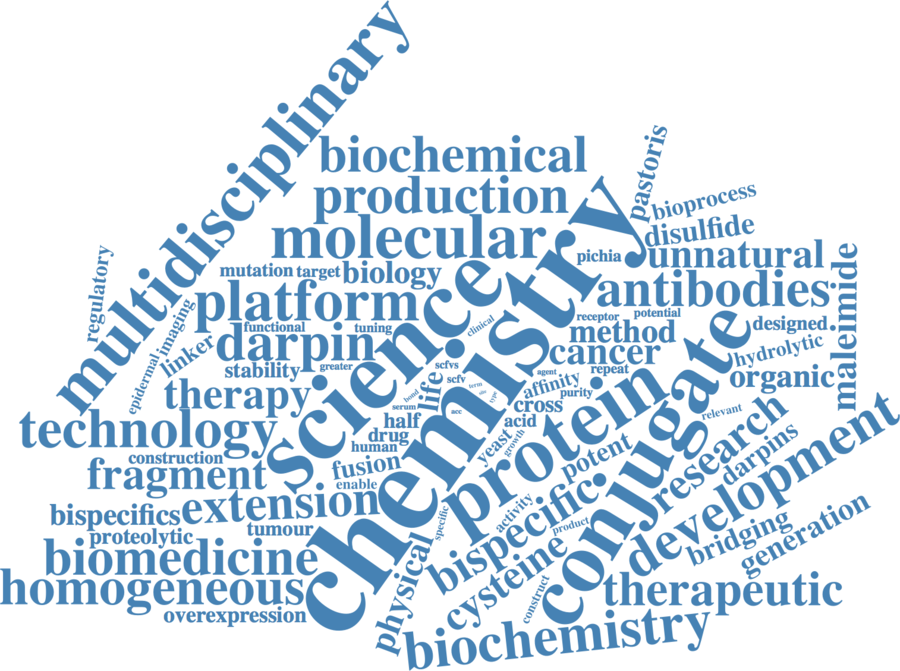 multidisciplinary
biochemical
production
pastoris
bioprocess
molecular
disulfide
pichia
unnatural
regulatory
mutation
target
biology
science
chemistry
antibodies
maleimide
platform
imaging
epidermal
functional
tuning
clinical
receptor
potential
method
designed
linker
darpin
greater
cancer
hydrolytic
stability
scfvs
life
scfv
term
site
type
agent
repeat
organic
therapy
bond
serum
acc
affinity
purity
cross
conjugate
relevant
technology
half
acid
protein
drug
human
yeast
growth
research
construction
fragment
fusion
enable
potent
darpins
development
extension
bispecifics
tumour
specific
activity
product
bispecific
bridging
generation
proteolytic
biomedicine
physical
cysteine
construct
homogeneous
therapeutic
overexpression
biochemistry